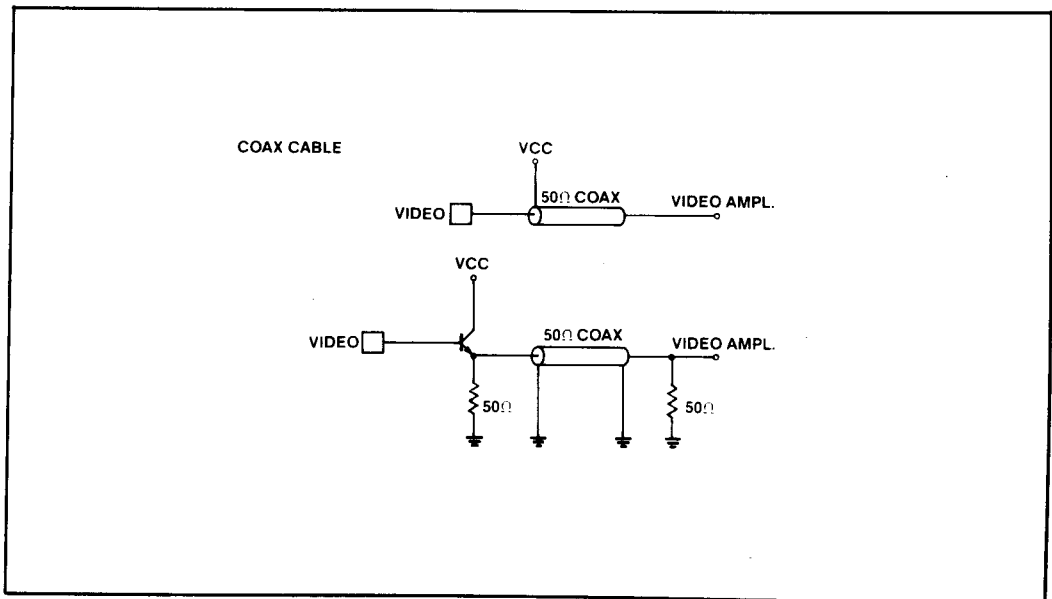 COAX CABLE
VCC
50Ω COAX
VIDEO
VIDEO AMPL.
VCC
50Ω COAX
VIDEO
VIDEO AMPL.
50Ω
50Ω